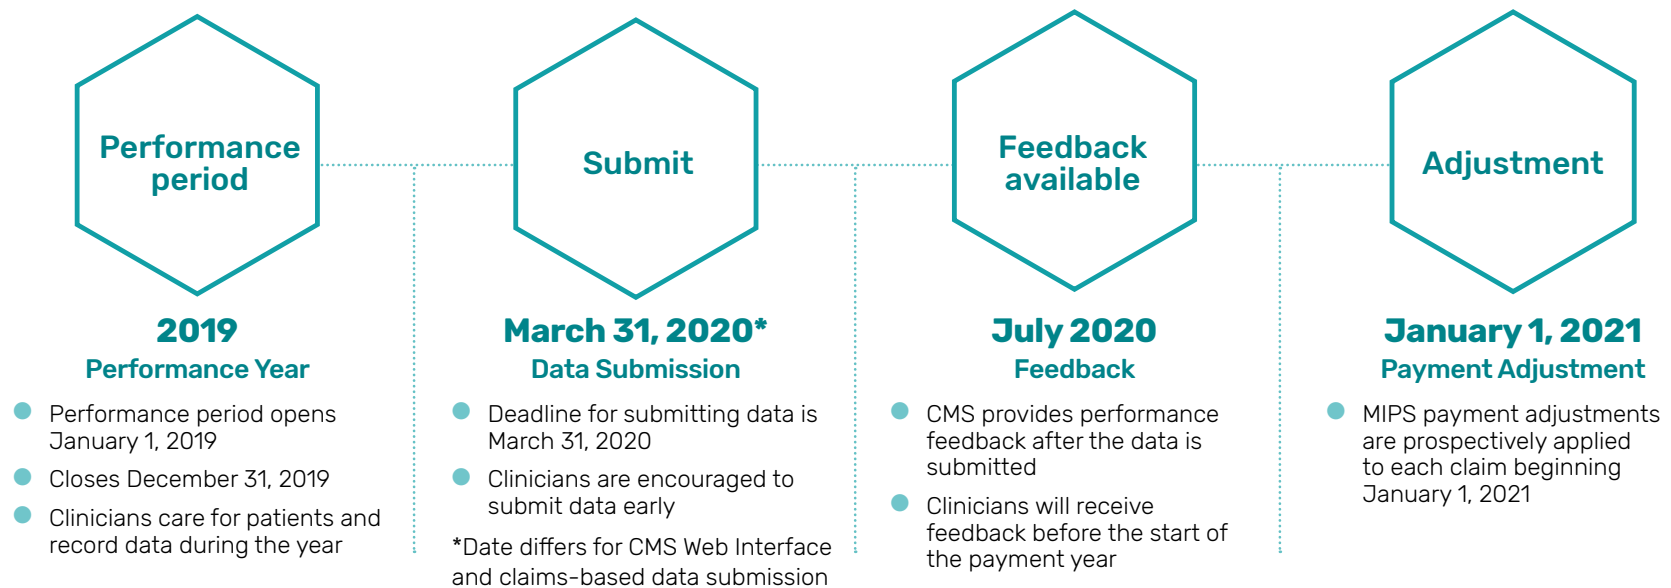 Performance
period
Submit
Feedback
available
Adjustment
2019
Performance Year
Performance period opens
January 1, 2019
Closes December 31, 2019
Clinicians care for patients and
record data during the year
March 31, 2020*
Data Submission
Deadline for submitting data is
March 31, 2020
Clinicians are encouraged to
submit data early
*Date differs for CMS Web Interface
and claims-based data submission
July 2020
Feedback
CMS provides performance
feedback after the data is
submitted
Clinicians will receive
feedback before the start of
the payment year
January 1, 2021
Payment Adjustment
MIPS payment adjustments
are prospectively applied
to each claim beginning
January 1, 2021